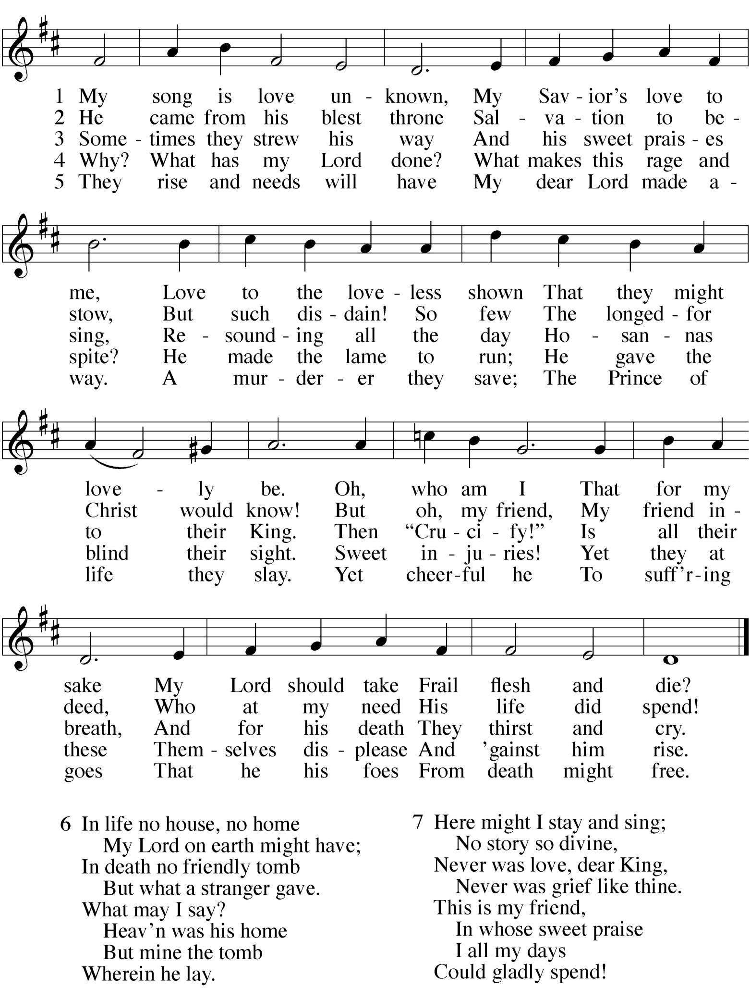 1 My song is love un - known, My Sav - ior's love to
2 He came from his blest throne Sal - va - tion to be -
3 Some - times they strew his way And his sweet prais - es
4 Why? What has my Lord done? What makes this rage and
5 They rise and needs will have My dear Lord made a -
me, Love to the love - less shown That they might
stow, But such dis - dain! So few The longed - for
sing, Re - sound - ing all the day Ho - san - nas
spite? He made the lame to run; He gave the
way. A mur - der - er they save; The Prince of
love - ly be. Oh, who am I That for my
Christ would know! But oh, my friend, My friend in -
to their King. Then “Cru - ci - fy!” Is all their
blind their sight. Sweet in - ju - ries! Yet they at
life they slay. Yet cheer - ful he To suff’r - ing
sake My Lord should take Frail flesh and die?
deed, Who at my need His life did spend!
breath, And for his death They thirst and cry.
these Them - selves dis - please And ’gainst him rise.
goes That he his foes From death might free.
6 In life no house, no home
My Lord on earth might have;
In death no friendly tomb
But what a stranger gave.
What may I say?
Heav’n was his home
But mine the tomb
Wherein he lay.
7 Here might I stay and sing;
No story so divine,
Never was love, dear King,
Never was grief like thine.
This is my friend,
In whose sweet praise
I all my days
Could gladly spend!